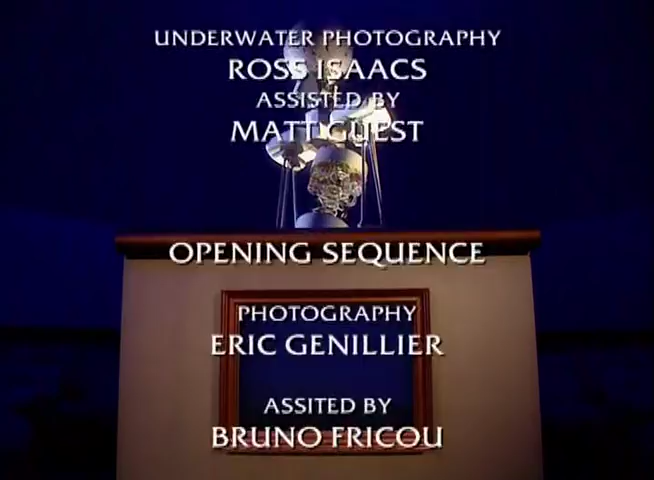 UNDERWATER PHOTOGRAPHY
ROSS ISAACS
ASSISTED BY
MATT GUEST
OPENING SEQUENCE
PHOTOGRAPHY
ERIC GENILLIER
ASSITED BY
BRUNO FRICOU